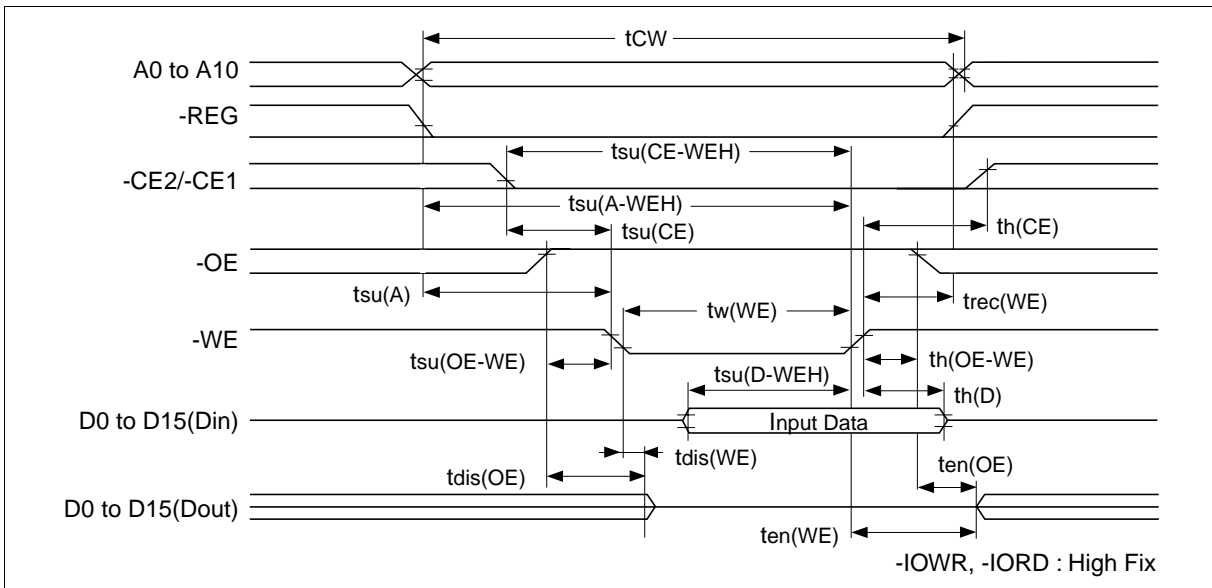 tCW
A0 to A10
-REG
tsu(CE-WEH)
-CE2/-CE1
tsu(A-WEH)
tsu(CE)
th(CE)
-OE
tsu(A)
trec(WE)
tw(WE)
-WE
tsu(OE-WE)
th(OE-WE)
tsu(D-WEH)
th(D)
D0 to D15(Din)
Input Data
tdis(WE)
ten(OE)
tdis(OE)
D0 to D15(Dout)
ten(WE)
-IOWR, -IORD : High Fix